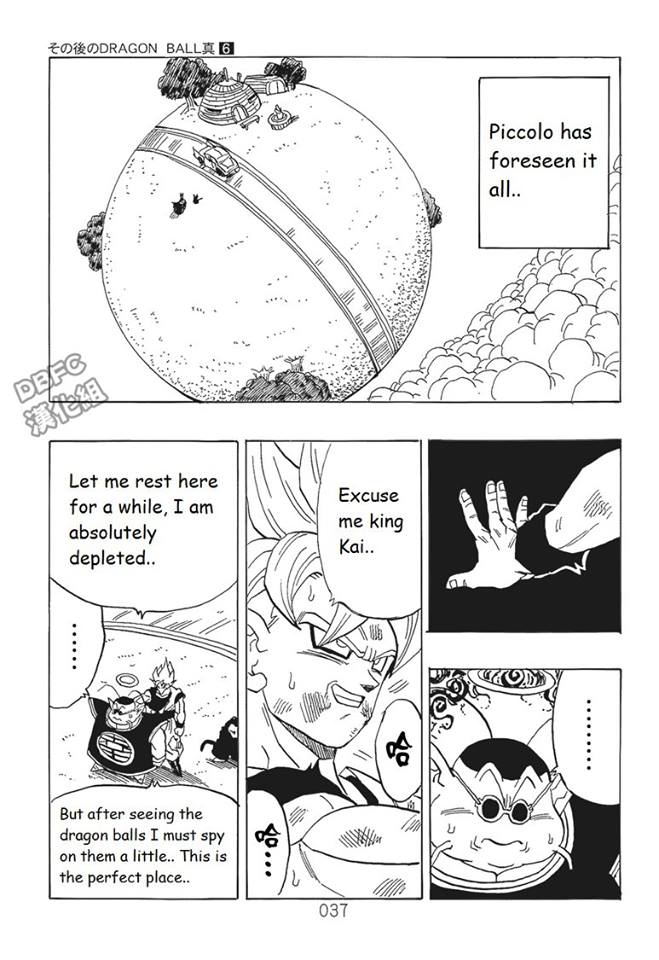 その後のDRAGON BALL真6
Piccolo has
foreseen it
all..
DBFC
漢化組
Excuse
me king
Kai..
哈
哈…
Let me rest here
for a while, I am
absolutely
depleted..
......
......
But after seeing the
dragon balls I must spy
on them a little.. This is
the perfect place..
037